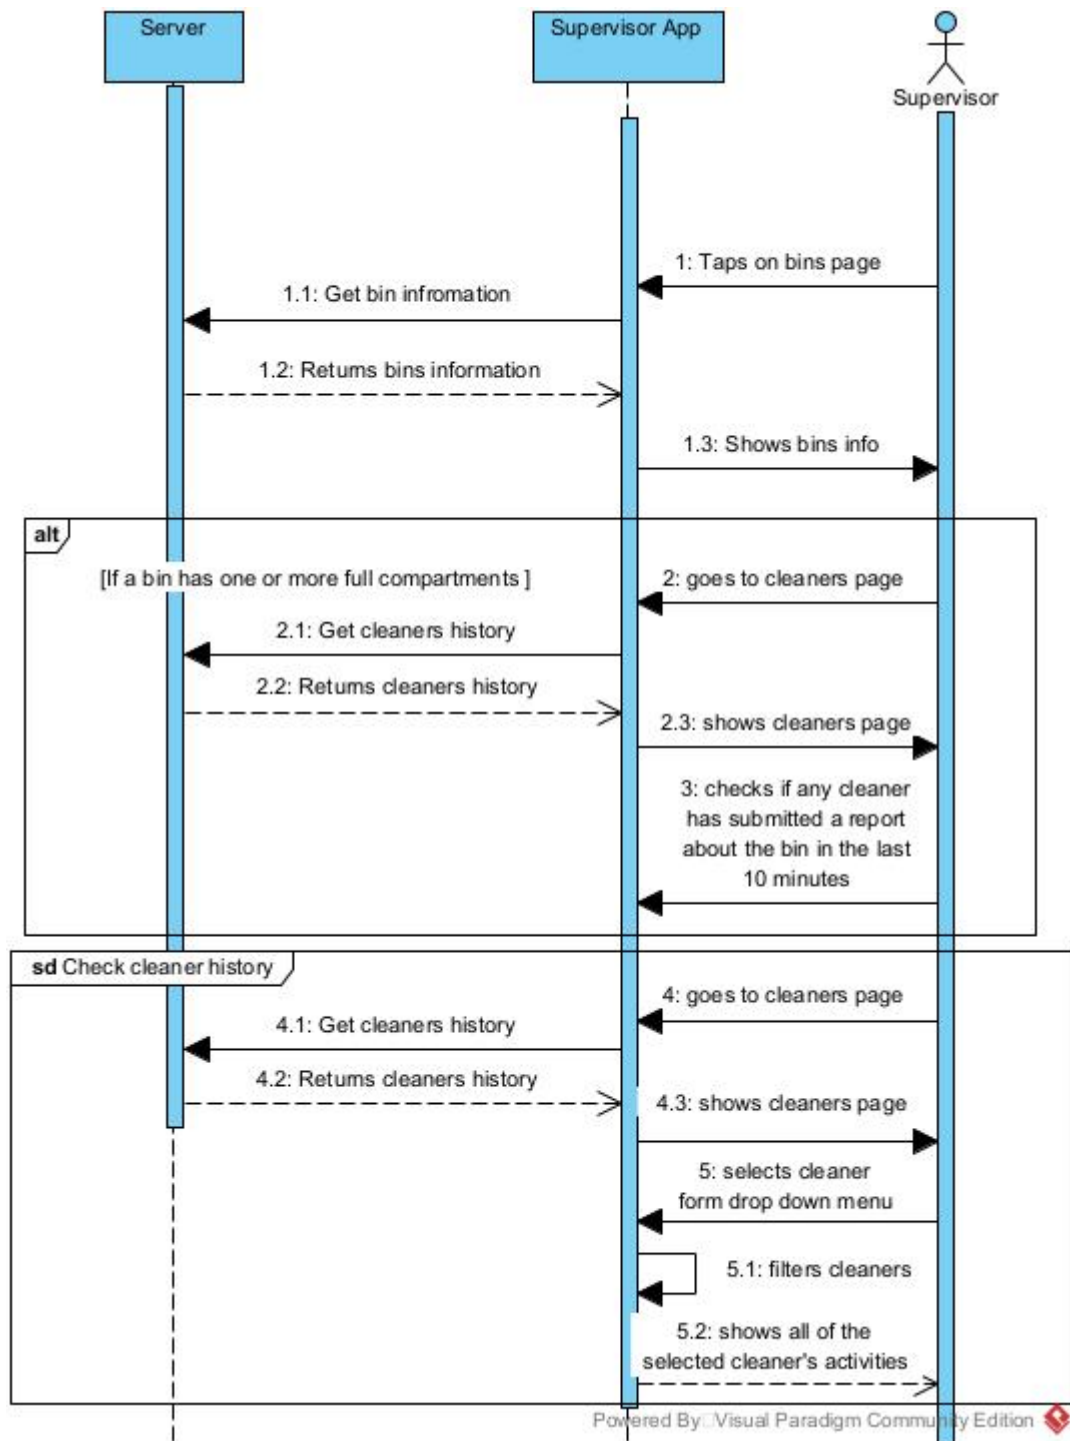 Server
Supervisor App
Supervisor
1: Taps on bins page
1.1: Get bin infromation
1.2: Returns bins information
1.3: Shows bins info
alt
[If a bin has one or more full compartments ]
2: goes to cleaners page
2.1: Get cleaners history
2.2: Returns cleaners history
2.3: shows cleaners page
3: checks if any cleaner
has submitted a report
about the bin in the last
10 minutes
sd Check cleaner history
4: goes to cleaners page
4.1: Get cleaners history
4.2: Returns cleaners history
4.3: shows cleaners page
5: selects cleaner
form drop down menu
5.1: filters cleaners
5.2: shows all of the
selected cleaner's activities
Powered By Visual Paradigm Community Edition